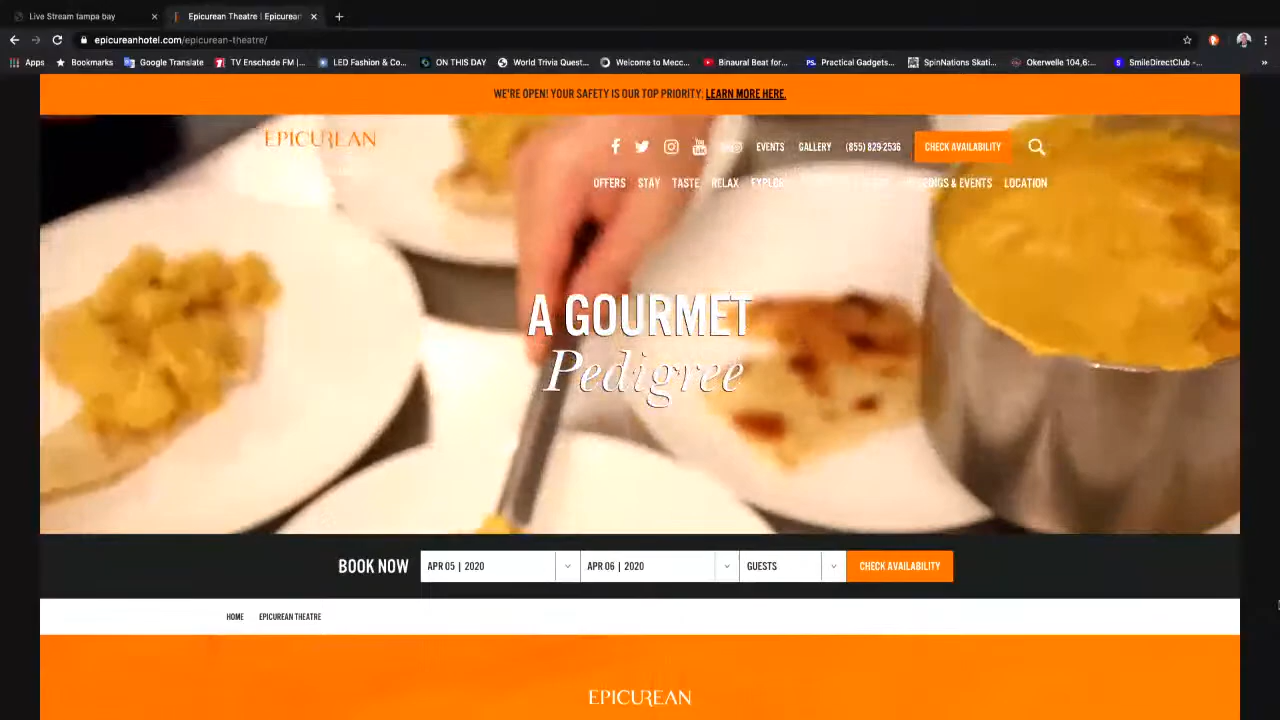 Live Stream tampa bay
Epicurean Theatre | Epicurean
epicureanhotel.com/epicurean-theatre/
Apps Bookmarks Google Translate TV Enschede FM |... LED Fashion & Co... ON THIS DAY World Trivia Quest... Welcome to Mecc... Binaural Beat for... Practical Gadgets... SpinNations Skati... Okerwelle 104,6:... SmileDirectClub -...
WE'RE OPEN! YOUR SAFETY IS OUR TOP PRIORITY. LEARN MORE HERE.
EPICUREAN
You Tube EVENTS GALLERY (855) 829-2536 CHECK AVAILABILITY
OFFERS STAY TASTE RELAX EXPLORE & EVENTS LOCATION
A GOURMET
Pedigree
BOOK NOW APR 05 | 2020 APR 06 | 2020 GUESTS CHECK AVAILABILITY
HOME EPICUREAN THEATRE
EPICUREAN